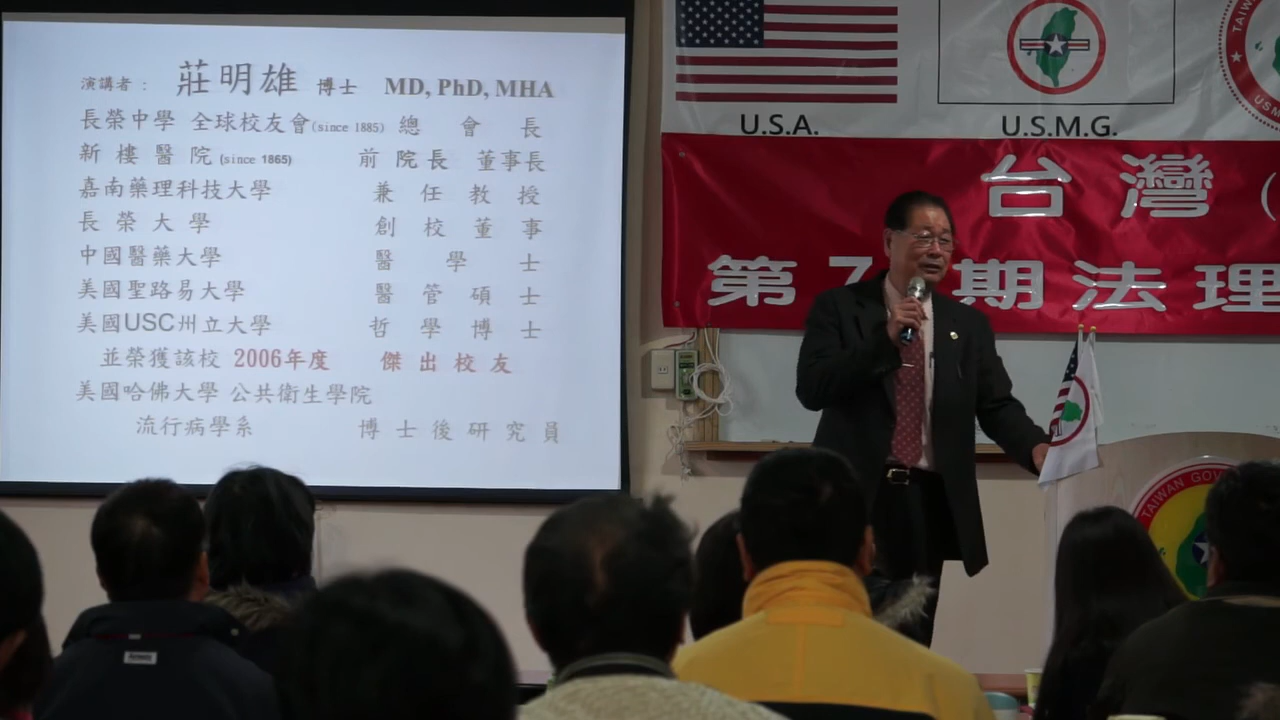 演講者： 莊明雄 博士 MD, PhD, MHA
長榮中學 全球校友會(since 1885) 總會長
新樓醫院(since 1865) 前院長 董事長
嘉南藥理科技大學 兼任教授
長榮大學 創校董事
中國醫藥大學 醫學士
美國聖路易大學 醫管碩士
美國USC州立大學 哲學博士
並榮獲該校 2006年度 傑出校友
美國哈佛大學 公共衛生學院
流行病學系 博士後研究員
U.S.A.
U.S.M.G.
台灣(
第7 期法理
TAIWAN GOVE